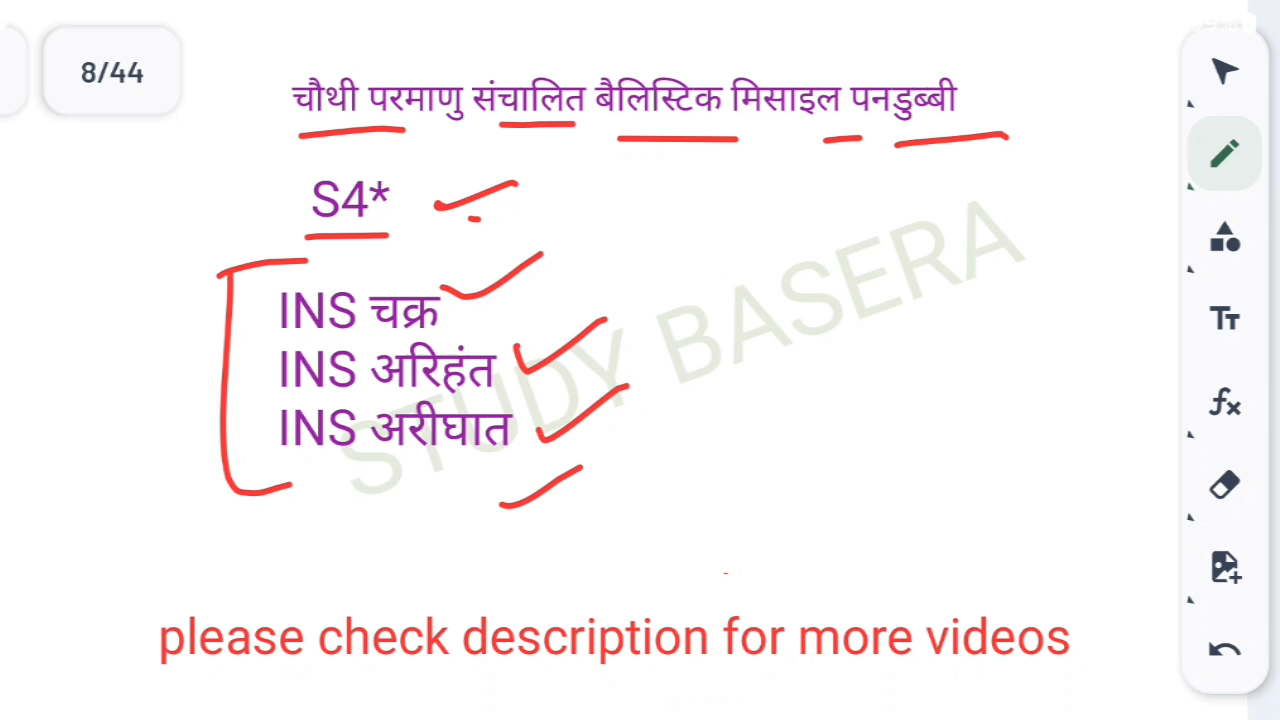 8/44
चौथी परमाणु संचालित बैलिस्टिक मिसाइल पनडुब्बी
S4*
INS चक्र
INS अरिहंत
INS अरीघात
STUDY BASERA
please check description for more videos